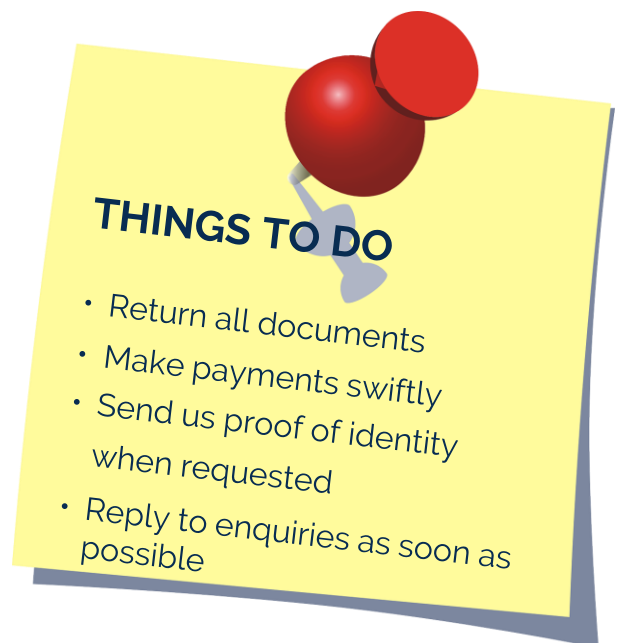 THINGS TO DO
• Return all documents
• Make payments swiftly
• Send us proof of identity
when requested
• Reply to enquiries as soon as
possible